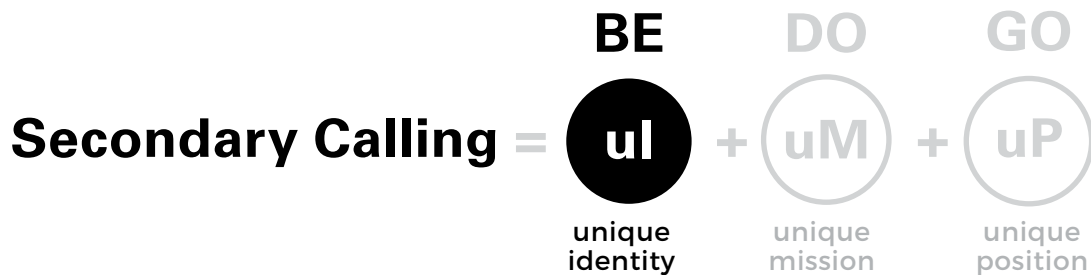 BE DO GO
Secondary Calling = uI + uM + uP
unique unique unique
identity mission position